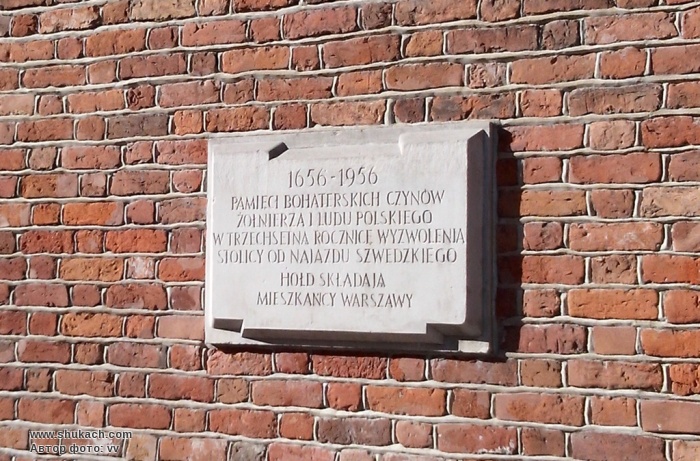 1656-1956
PAMIĘCI BOHATERSKICH CZYNÓW
ŻOŁNIERZA I LUDU POLSKIEGO
W TRZECHSETNĄ ROCZNICĘ WYZWOLENIA
STOLICY OD NAJAZDU SZWEDZKIEGO
HOŁD SKŁADAJĄ
MIESZKAŃCY WARSZAWY
www.shukach.com
Автор фото: vv